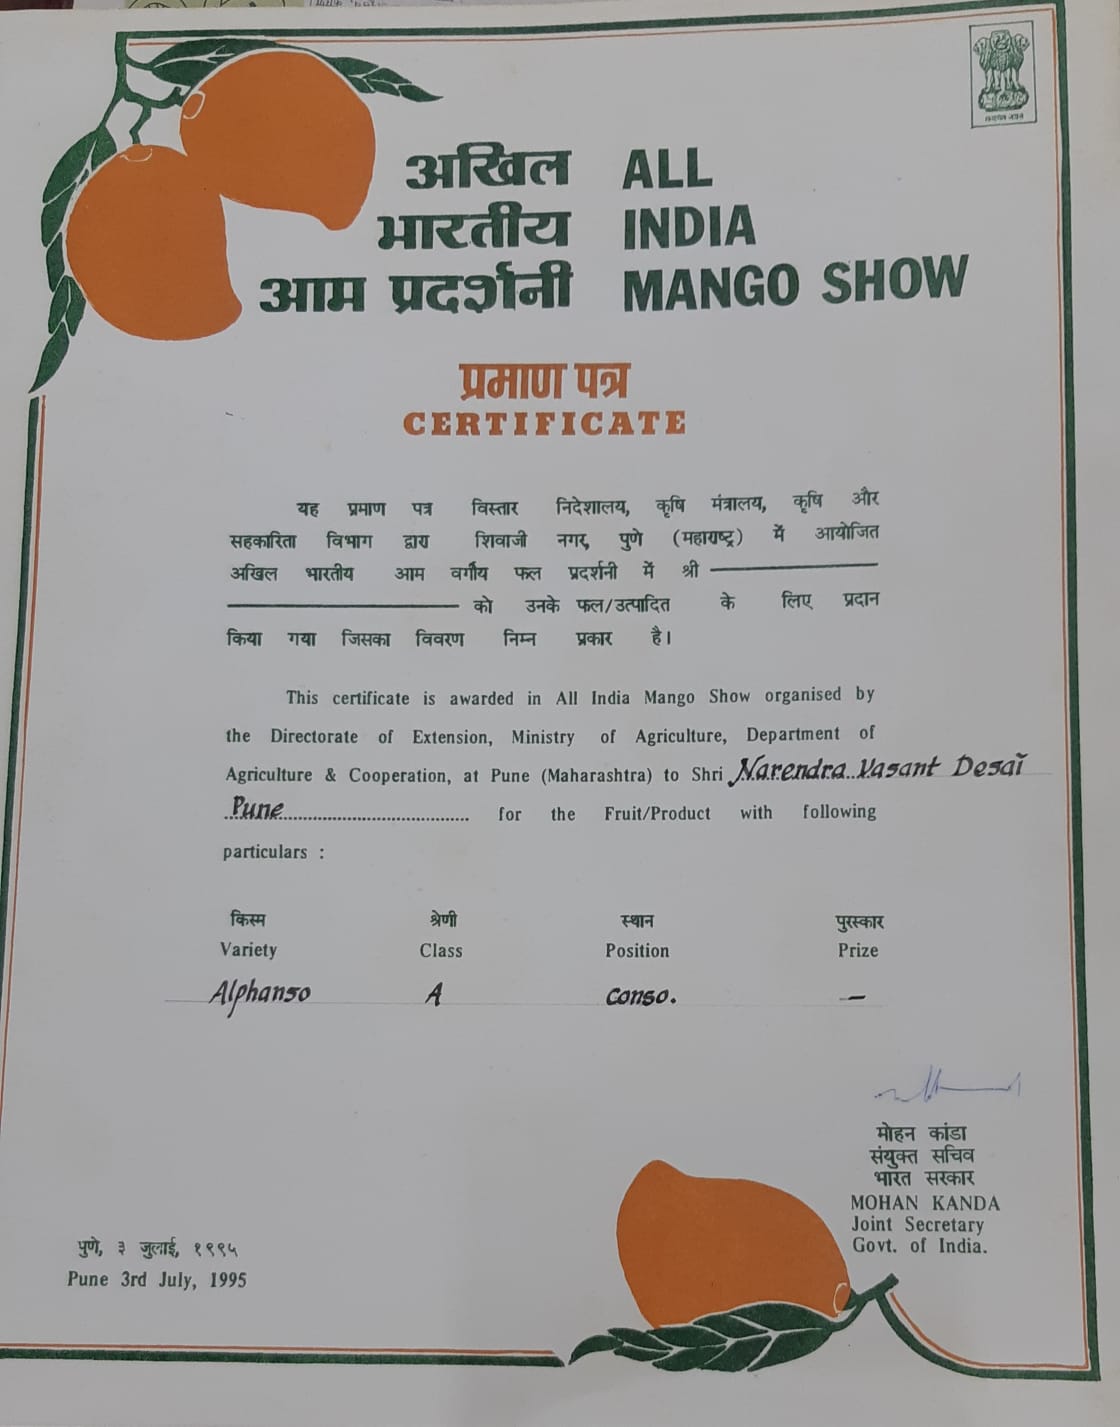 अखिल ALL
भारतीय INDIA
आम प्रदर्शनी MANGO SHOW
प्रमाण पत्र
CERTIFICATE
यह प्रमाण पत्र विस्तार निदेशालय, कृषि मंत्रालय, कृषि और
सहकारिता विभाग द्वारा शिवाजी नगर, पुणे (महाराष्ट्र) में आयोजित
अखिल भारतीय आम वर्गीय फल प्रदर्शनी में श्री
को उनके फल/उत्पादित के लिए प्रदान
किया गया जिसका विवरण निम्न प्रकार है।
This certificate is awarded in All India Mango Show organised by
the Directorate of Extension, Ministry of Agriculture, Department of
Agriculture & Cooperation, at Pune (Maharashtra) to Shri Narendra Vasant Desai
Pune for the Fruit/Product with following
particulars :
किस्म श्रेणी स्थान पुरस्कार
Variety Class Position Prize
Alphanso A Conso. —
मोहन कांडा
संयुक्त सचिव
भारत सरकार
MOHAN KANDA
Joint Secretary
Govt. of India.
पुणे, ३ जुलाई, १९९५
Pune 3rd July, 1995